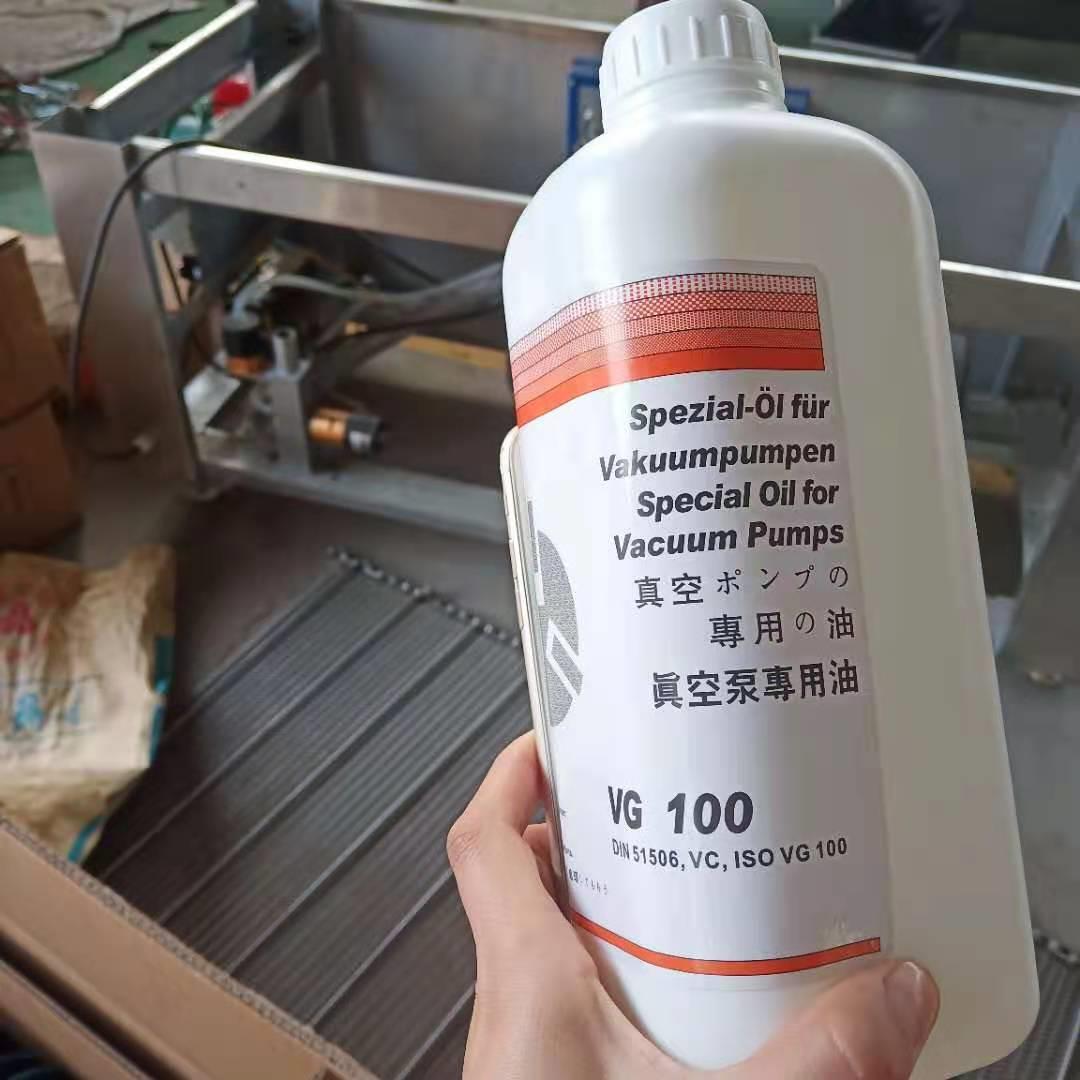 Spezial-Öl für
Vakuumpumpen
Special Oil for
Vacuum Pumps
真空ポンプの
專用の油
眞空泵專用油
VG 100
DIN 51506, VC, ISO VG 100